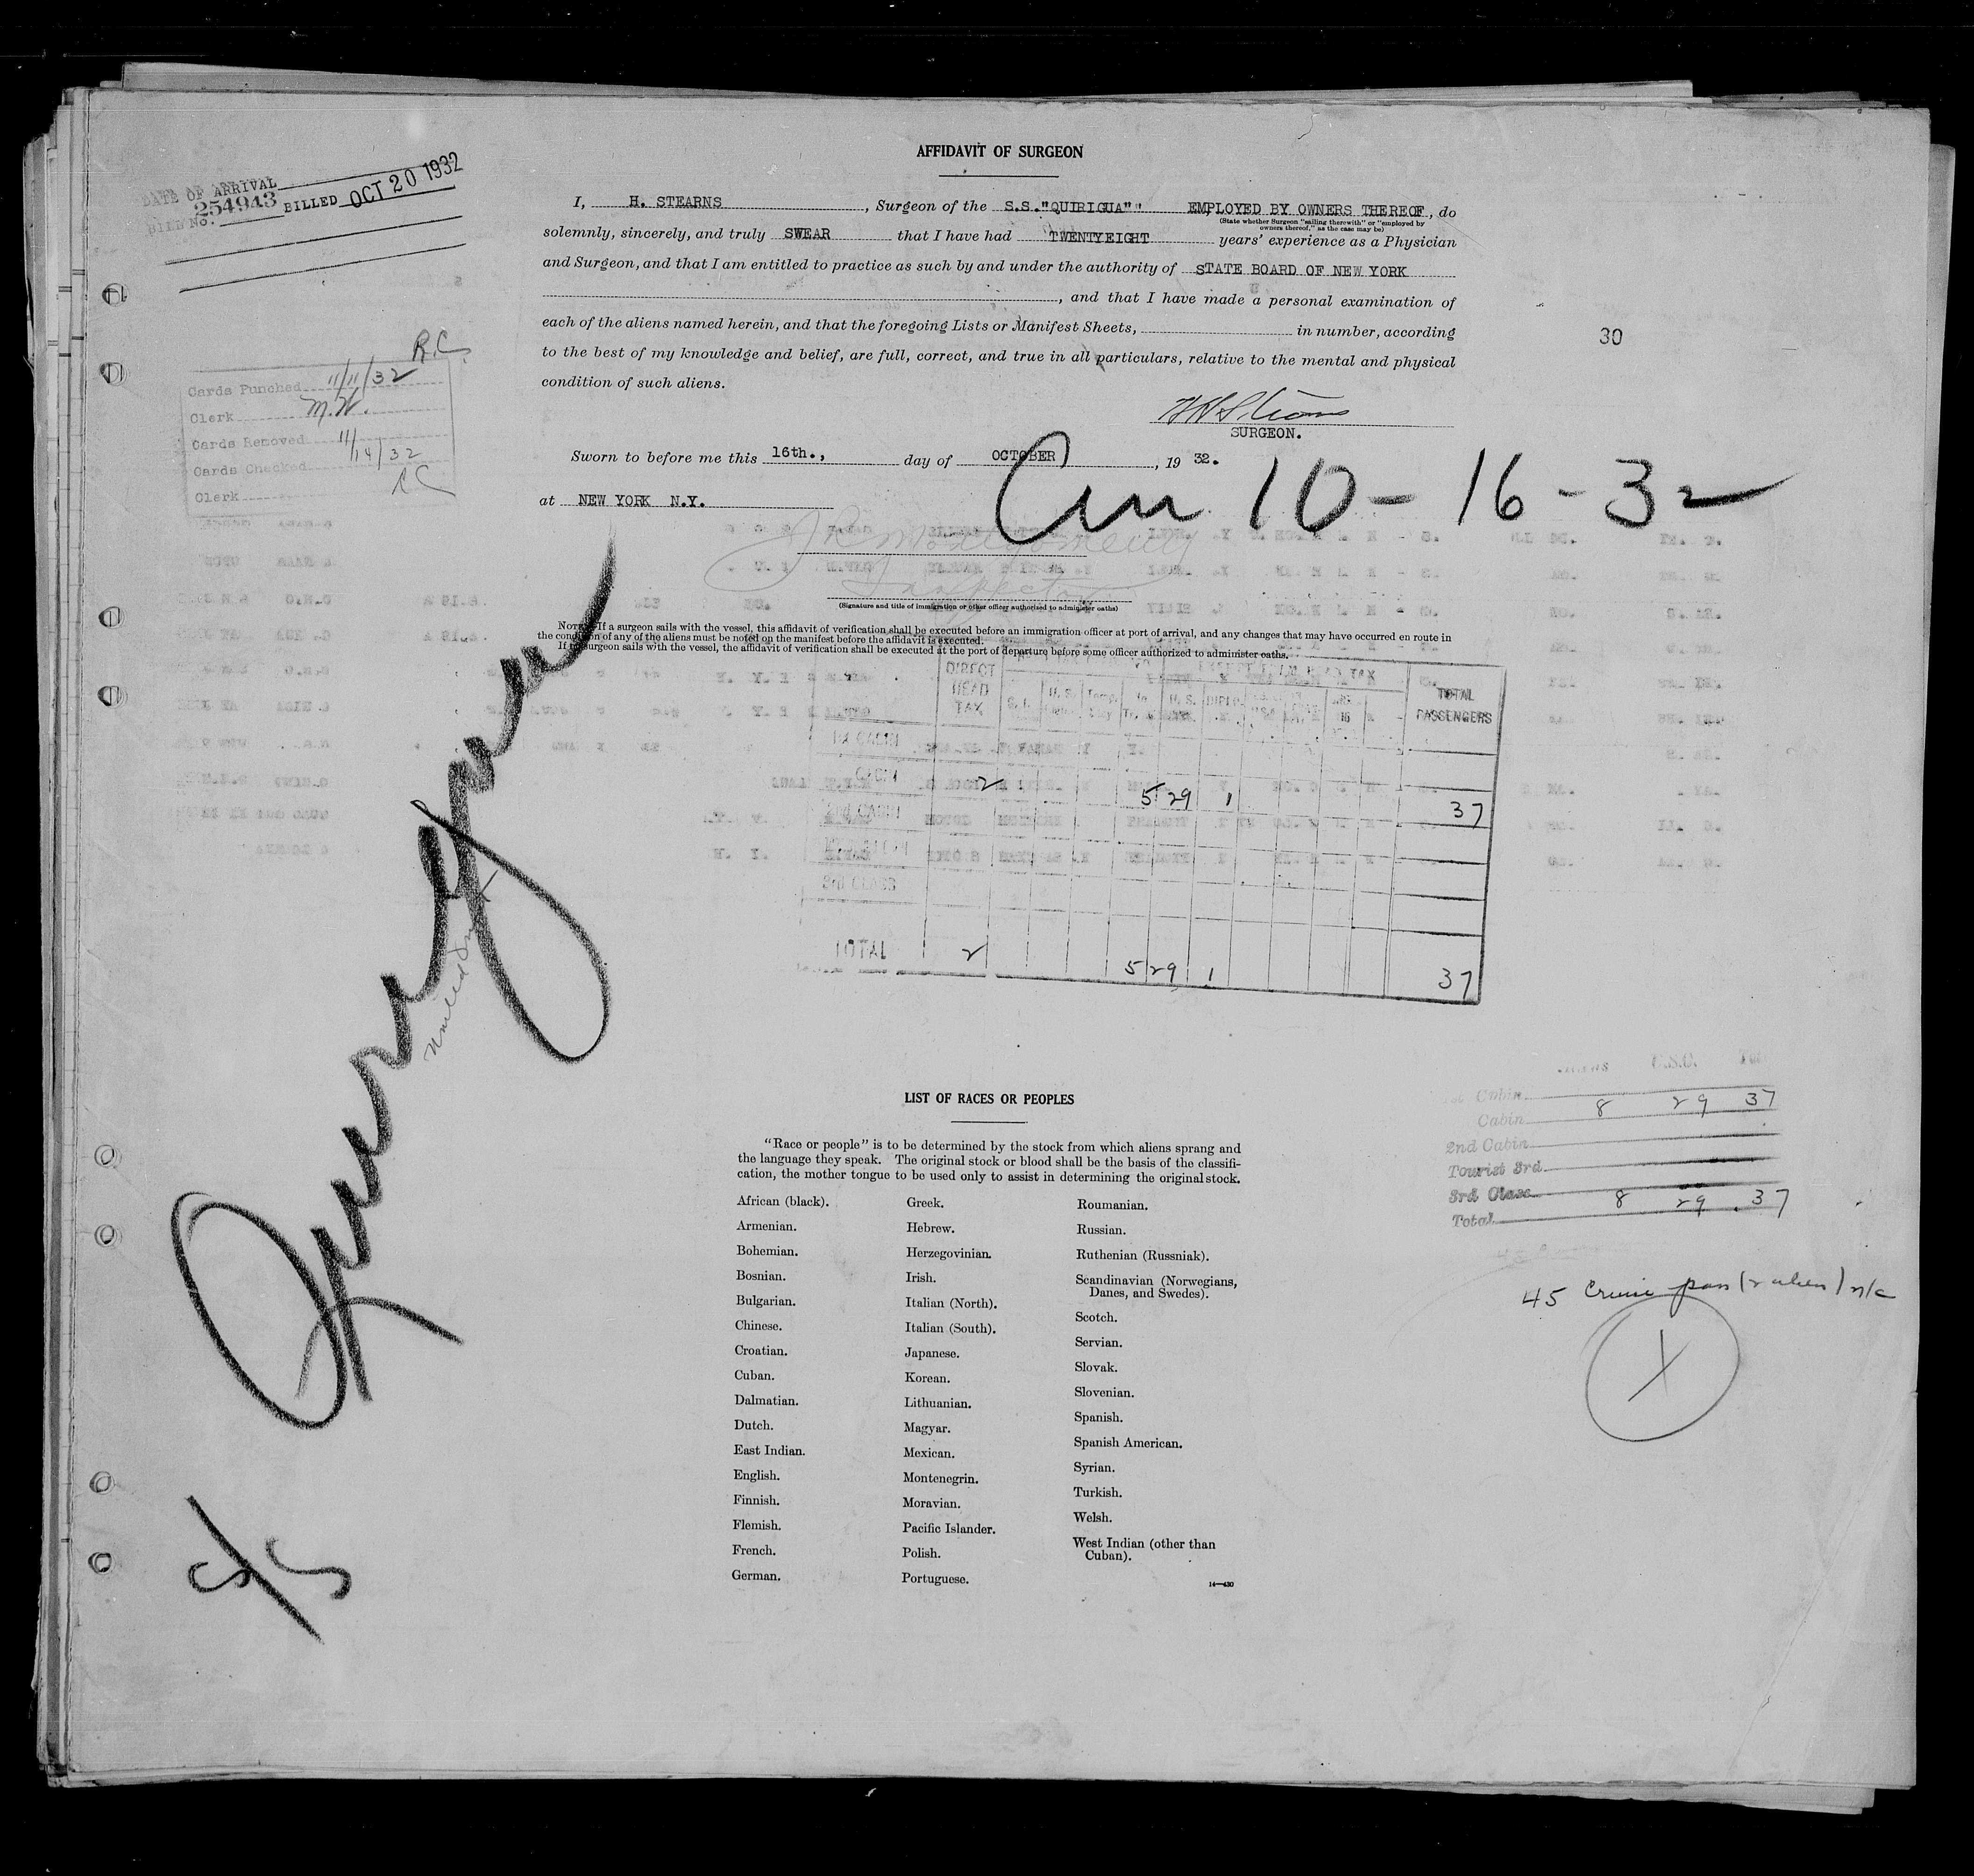 AFFIDAVIT OF SURGEON
DATE OF ARRIVAL
254943 BILLED OCT 20 1932
BILL No.
I, H. STEARNS, Surgeon of the S.S."QUIRIGUA"" EMPLOYED BY OWNERS THEREOF, do
(State whether Surgeon "sailing therewith" or "employed by
owners thereof," as the case may be)
solemnly, sincerely, and truly SWEAR that I have had TWENTYEIGHT years' experience as a Physician
and Surgeon, and that I am entitled to practice as such by and under the authority of STATE BOARD OF NEW YORK
, and that I have made a personal examination of
each of the aliens named herein, and that the foregoing Lists or Manifest Sheets, in number, according
to the best of my knowledge and belief, are full, correct, and true in all particulars, relative to the mental and physical
condition of such aliens.
30
R.C.
Cards Punched 11/11/32
Clerk M.W.
Cards Removed 11/14/32
Cards Checked
Clerk RC
SURGEON.
Sworn to before me this 16th., day of OCTOBER, 19 32.
at NEW YORK N.Y.
10-16-32
Inspector
(Signature and title of immigration or other officer authorized to administer oaths)
NOTE.—If a surgeon sails with the vessel, this affidavit of verification shall be executed before an immigration officer at port of arrival, and any changes that may have occurred en route in
the condition of any of the aliens must be noted on the manifest before the affidavit is executed.
If no surgeon sails with the vessel, the affidavit of verification shall be executed at the port of departure before some officer authorized to administer oaths.
DIRECT HEAD TAX
TOTAL PASSENGERS
1st CABIN
CABIN 2 5 29 1 37
2nd CABIN
3rd CLASS
TOTAL 2 5 29 1 37
S/S Quirigua
LIST OF RACES OR PEOPLES
"Race or people" is to be determined by the stock from which aliens sprang and
the language they speak. The original stock or blood shall be the basis of the classifi-
cation, the mother tongue to be used only to assist in determining the original stock.
African (black).
Armenian.
Bohemian.
Bosnian.
Bulgarian.
Chinese.
Croatian.
Cuban.
Dalmatian.
Dutch.
East Indian.
English.
Finnish.
Flemish.
French.
German.
Greek.
Hebrew.
Herzegovinian.
Irish.
Italian (North).
Italian (South).
Japanese.
Korean.
Lithuanian.
Magyar.
Mexican.
Montenegrin.
Moravian.
Pacific Islander.
Polish.
Portuguese.
Roumanian.
Russian.
Ruthenian (Russniak).
Scandinavian (Norwegians,
Danes, and Swedes).
Scotch.
Servian.
Slovak.
Slovenian.
Spanish.
Spanish American.
Syrian.
Turkish.
Welsh.
West Indian (other than
Cuban).
14—430
U.S.C.
Cabin
Cabin 8 29 37
2nd Cabin
Tourist 3rd
3rd Class
Total 8 29 37
45 Cruise pass (2 alien) n/c